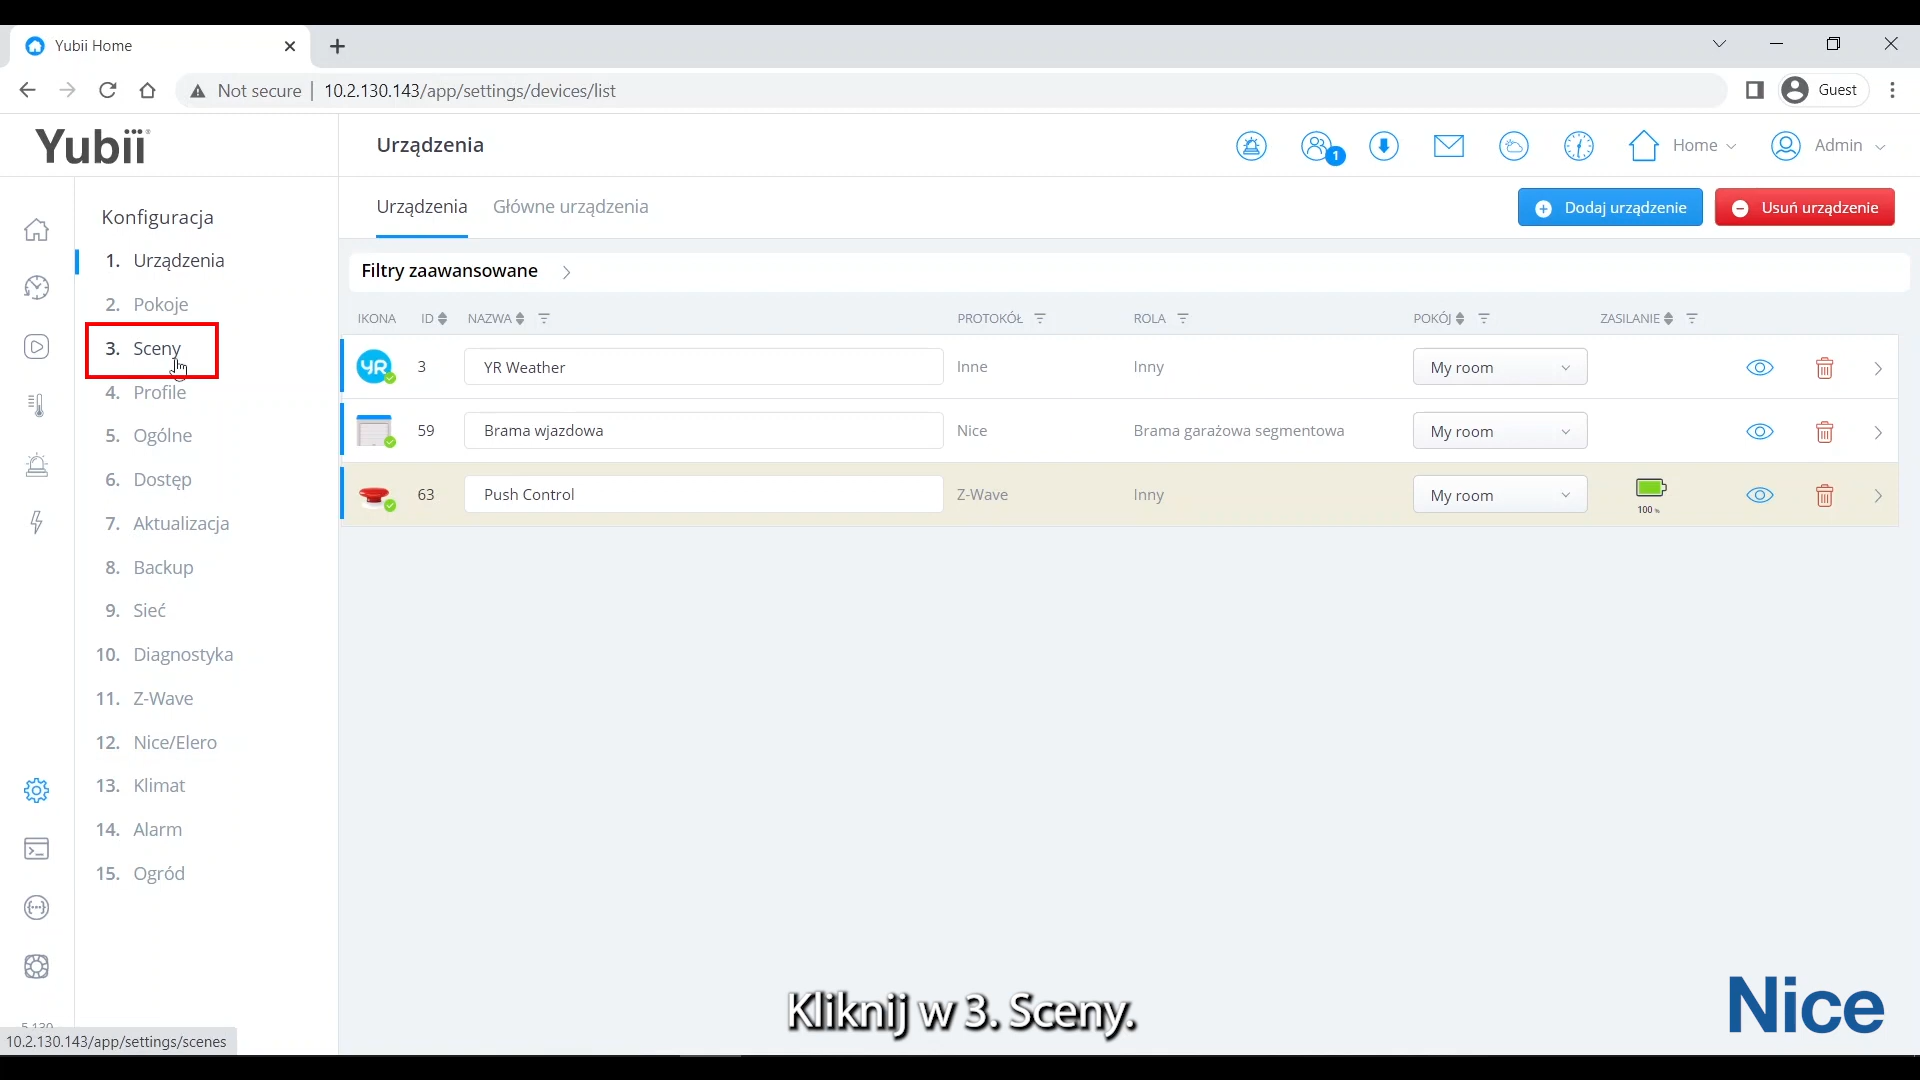 Yubii Home
Not secure
10.2.130.143/app/settings/devices/list
Guest
Yubii
Urządzenia
1
Home
Admin
Konfiguracja
1. Urządzenia
2. Pokoje
3. Sceny
4. Profile
5. Ogólne
6. Dostęp
7. Aktualizacja
8. Backup
9. Sieć
10. Diagnostyka
11. Z-Wave
12. Nice/Elero
13. Klimat
14. Alarm
15. Ogród
Urządzenia Główne urządzenia
Dodaj urządzenie
Usuń urządzenie
Filtry zaawansowane
IKONA ID NAZWA PROTOKÓŁ ROLA POKÓJ ZASILANIE
YR 3 YR Weather Inne Inny My room
59 Brama wjazdowa Nice Brama garażowa segmentowa My room
63 Push Control Z-Wave Inny My room
100 %
Kliknij w 3. Sceny.
Nice
10.2.130.143/app/settings/scenes